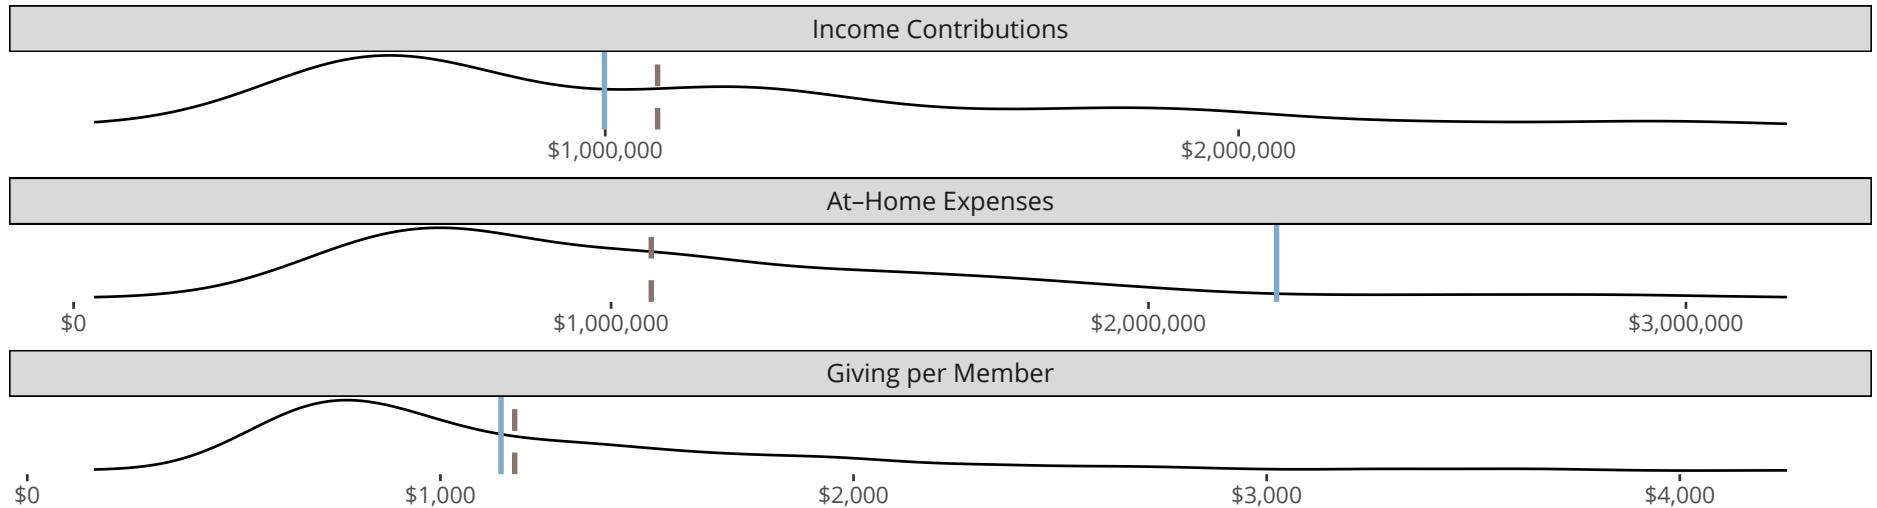 Income Contributions
$1,000,000 $2,000,000
At–Home Expenses
$0 $1,000,000 $2,000,000 $3,000,000
Giving per Member
$0 $1,000 $2,000 $3,000 $4,000